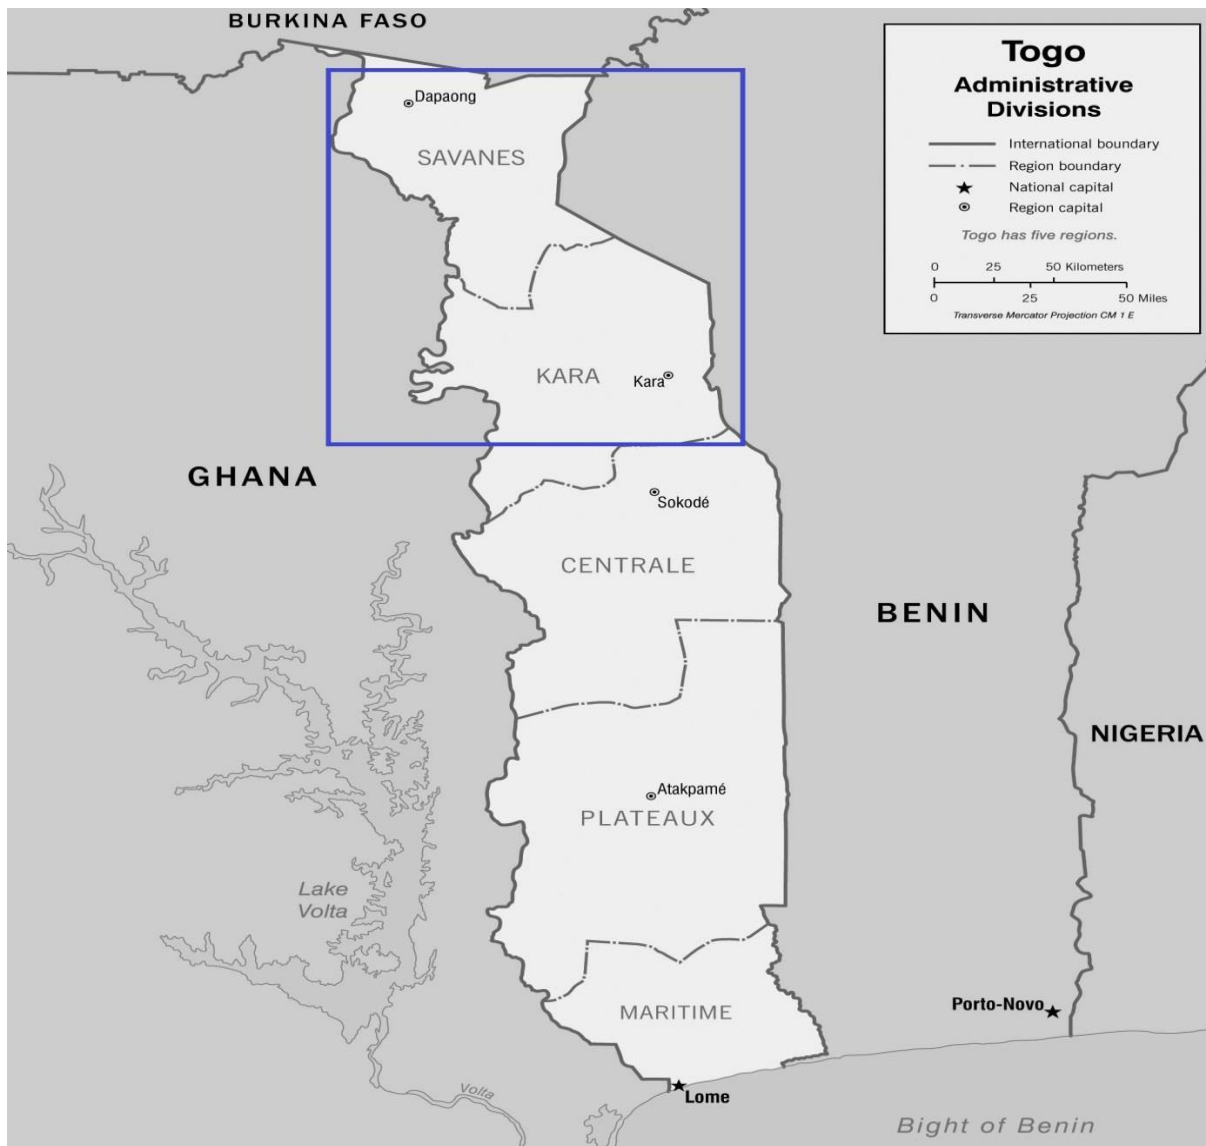 BURKINA FASO
Togo
Administrative
Divisions
International boundary
Region boundary
National capital
Region capital
Togo has five regions.
0 25 50 Kilometers
0 25 50 Miles
Transverse Mercator Projection CM 1 E
Dapaong
SAVANES
KARA
Kara
GHANA
Sokodé
CENTRALE
BENIN
NIGERIA
Atakpamé
PLATEAUX
Lake
Volta
MARITIME
Porto-Novo
Volta
Lome
Bight of Benin